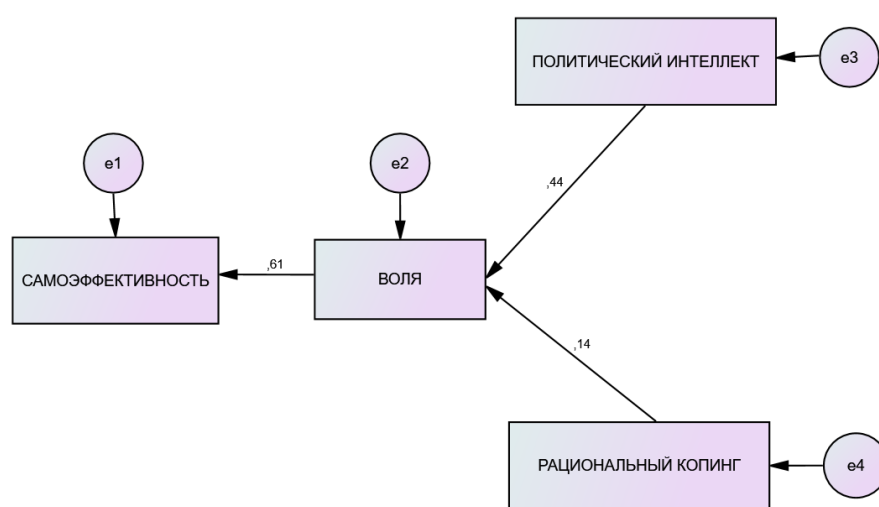 ПОЛИТИЧЕСКИЙ ИНТЕЛЛЕКТ
e3
e1
e2
,44
САМОЭФФЕКТИВНОСТЬ
,61
ВОЛЯ
,14
РАЦИОНАЛЬНЫЙ КОПИНГ
e4